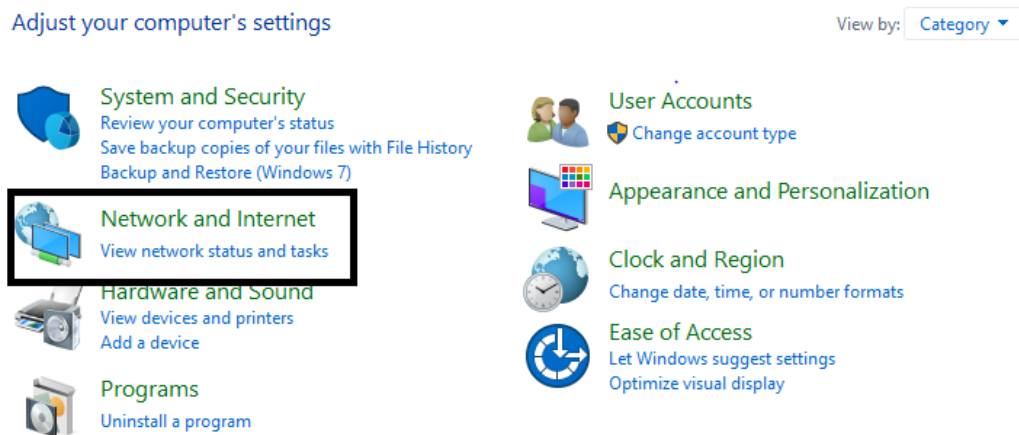 Adjust your computer's settings
View by: Category
System and Security
Review your computer's status
Save backup copies of your files with File History
Backup and Restore (Windows 7)
Network and Internet
View network status and tasks
Hardware and Sound
View devices and printers
Add a device
Programs
Uninstall a program
User Accounts
Change account type
Appearance and Personalization
Clock and Region
Change date, time, or number formats
Ease of Access
Let Windows suggest settings
Optimize visual display